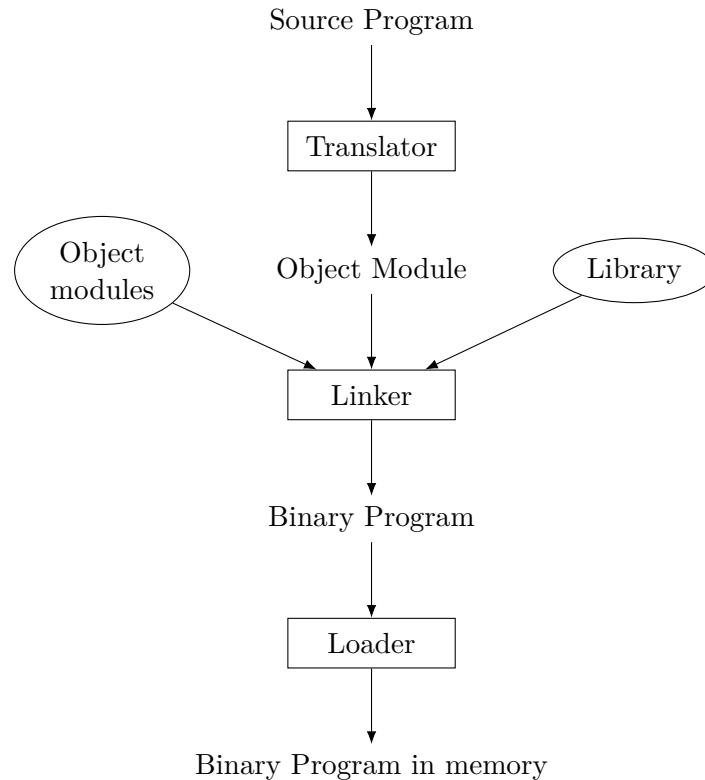 Source Program
Translator
Object
modules
Object Module
Library
Linker
Binary Program
Loader
Binary Program in memory